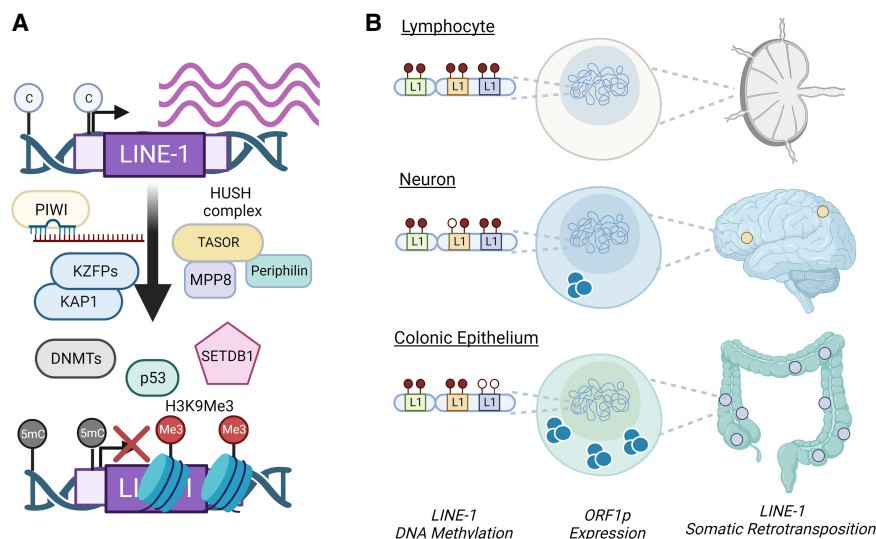 A
C
C
LINE-1
PIWI
HUSH
complex
TASOR
MPP8
Periphilin
KZFPs
KAP1
DNMTs
p53
SETDB1
H3K9Me3
5mC
5mC
Me3
Me3
LI 1
B
Lymphocyte
L1
L1
L1
Neuron
L1
L1
L1
Colonic Epithelium
L1
L1
L1
LINE-1
DNA Methylation
ORF1p
Expression
LINE-1
Somatic Retrotransposition